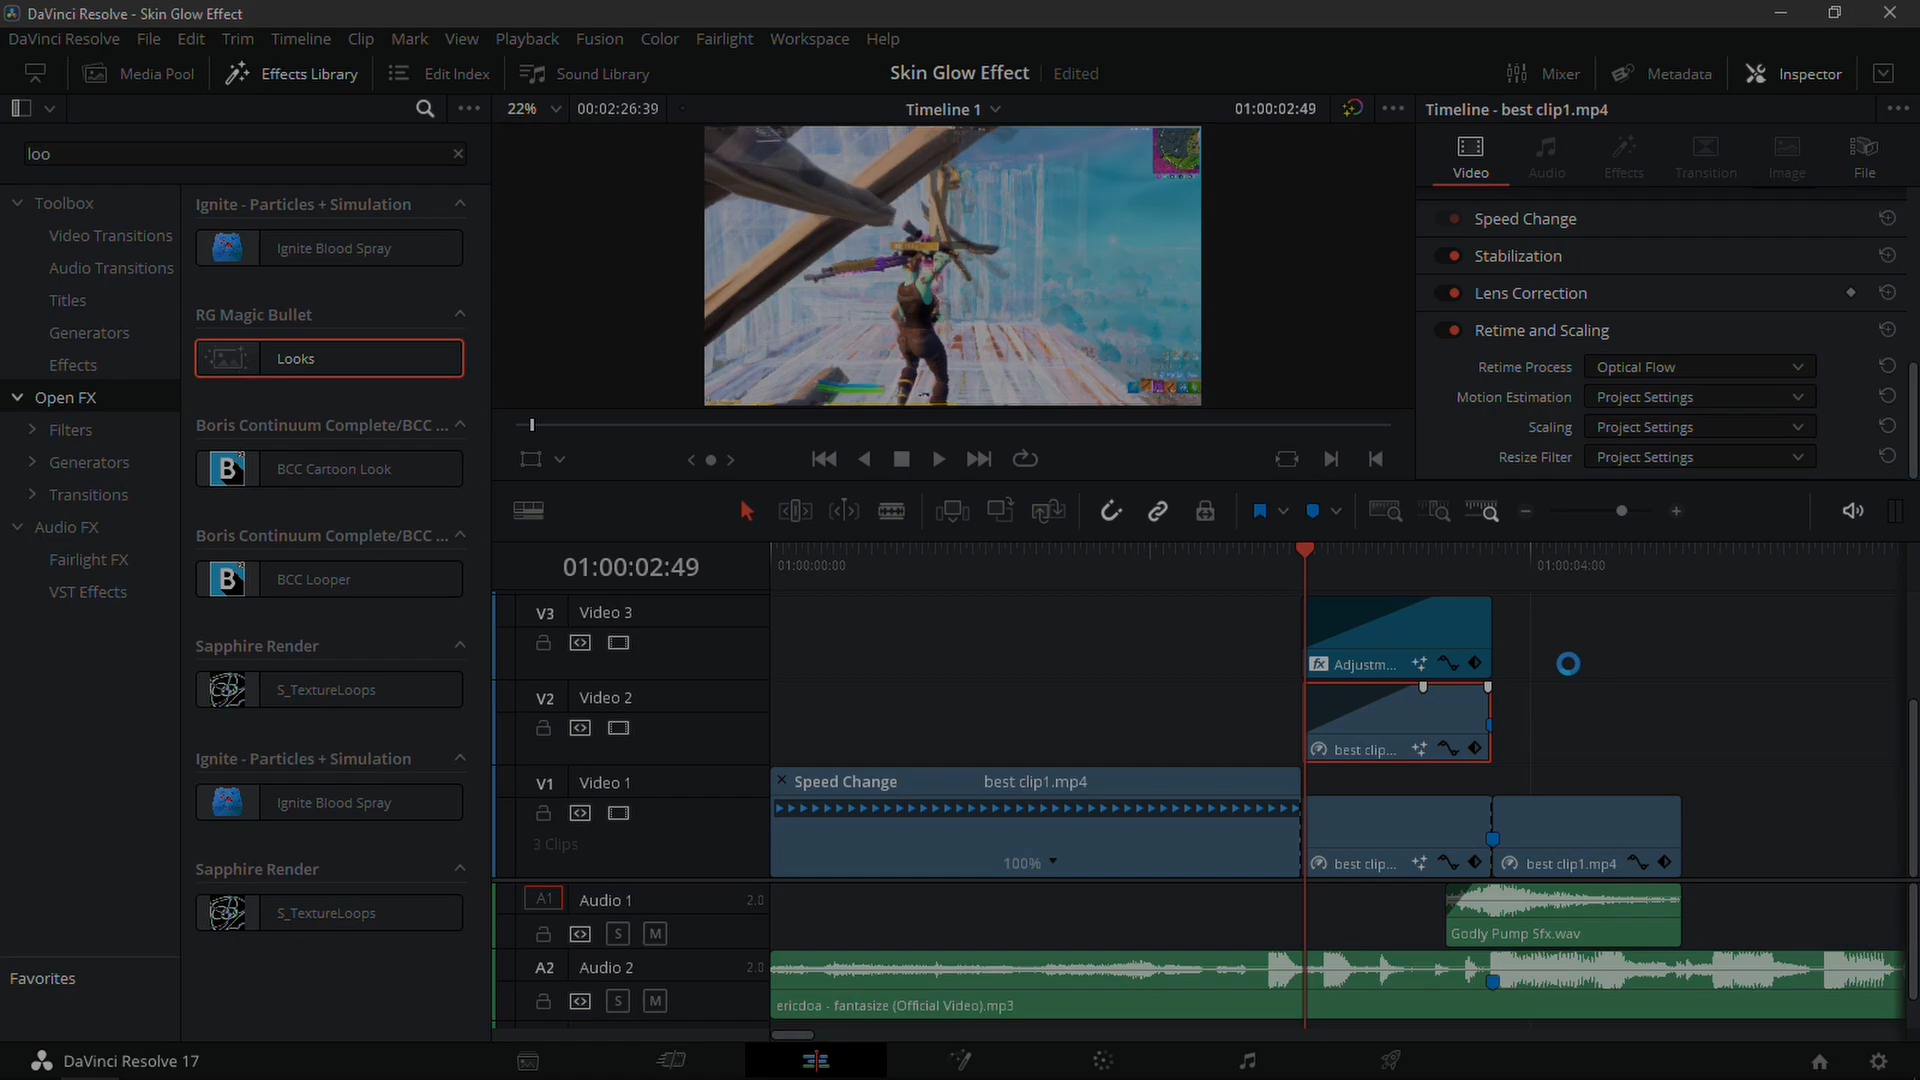 DaVinci Resolve - Skin Glow Effect
DaVinci Resolve File Edit Trim Timeline Clip Mark View Playback Fusion Color Fairlight Workspace Help
Media Pool Effects Library Edit Index Sound Library Skin Glow Effect Edited Mixer Metadata Inspector
22% 00:02:26:39 Timeline 1 01:00:02:49 Timeline - best clip1.mp4
loo
Video Audio Effects Transition Image File
Toolbox
Video Transitions
Audio Transitions
Titles
Generators
Effects
Open FX
Filters
Generators
Transitions
Audio FX
Fairlight FX
VST Effects
Favorites
Ignite - Particles + Simulation
Ignite Blood Spray
RG Magic Bullet
Looks
Boris Continuum Complete/BCC ...
BCC Cartoon Look
Boris Continuum Complete/BCC ...
BCC Looper
Sapphire Render
S_TextureLoops
Ignite - Particles + Simulation
Ignite Blood Spray
Sapphire Render
S_TextureLoops
Speed Change
Stabilization
Lens Correction
Retime and Scaling
Retime Process Optical Flow
Motion Estimation Project Settings
Scaling Project Settings
Resize Filter Project Settings
01:00:02:49 01:00:00:00 01:00:04:00
V3 Video 3
fx Adjustm...
V2 Video 2
best clip...
V1 Video 1
3 Clips
Speed Change best clip1.mp4
100%
best clip... best clip1.mp4
A1 Audio 1 2.0
S M
Godly Pump Sfx.wav
A2 Audio 2 2.0
S M
ericdoa - fantasize (Official Video).mp3
DaVinci Resolve 17